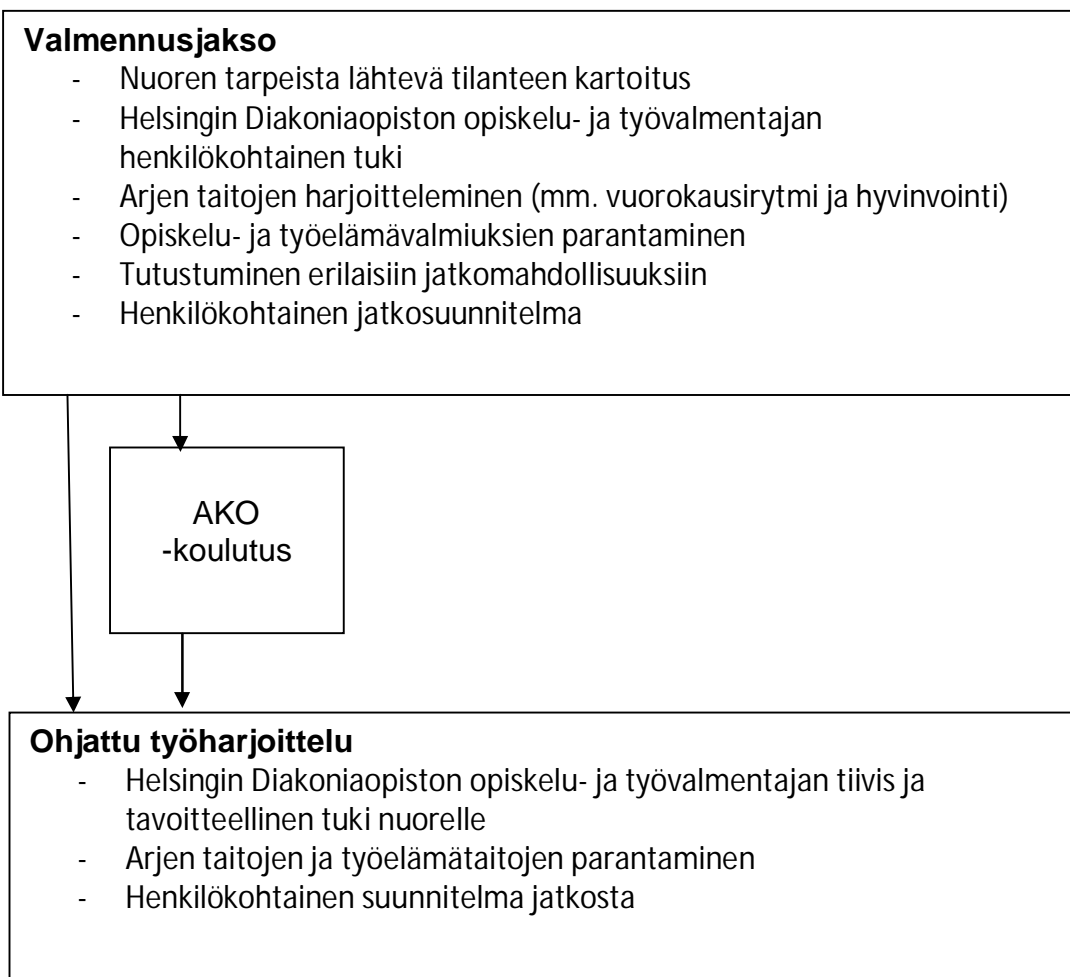 Valmennusjakso
- Nuoren tarpeista lähtevä tilanteen kartoitus
- Helsingin Diakoniaopiston opiskelu- ja työvalmentajan
henkilökohtainen tuki
- Arjen taitojen harjoitteleminen (mm. vuorokausirytmi ja hyvinvointi)
- Opiskelu- ja työelämävalmiuksien parantaminen
- Tutustuminen erilaisiin jatkomahdollisuuksiin
- Henkilökohtainen jatkosuunnitelma
AKO
-koulutus
Ohjattu työharjoittelu
- Helsingin Diakoniaopiston opiskelu- ja työvalmentajan tiivis ja
tavoitteellinen tuki nuorelle
- Arjen taitojen ja työelämätaitojen parantaminen
- Henkilökohtainen suunnitelma jatkosta